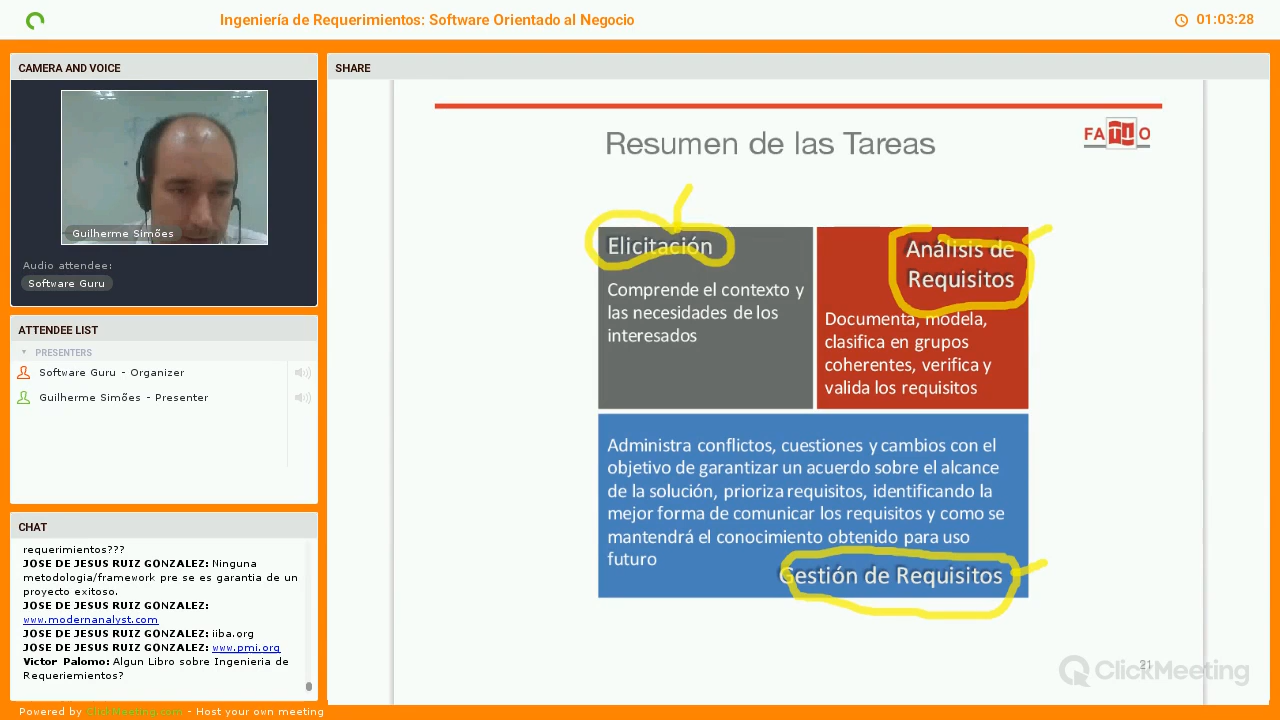 Ingeniería de Requerimientos: Software Orientado al Negocio
01:03:28
CAMERA AND VOICE
Guilherme Simões
Audio attendee:
Software Guru
ATTENDEE LIST
PRESENTERS
Software Guru - Organizer
Guilherme Simões - Presenter
CHAT
requerimientos???
JOSE DE JESUS RUIZ GONZALEZ: Ninguna
metodologia/framework pre se es garantia de un
proyecto exitoso.
JOSE DE JESUS RUIZ GONZALEZ:
www.modernanalyst.com
JOSE DE JESUS RUIZ GONZALEZ: iiba.org
JOSE DE JESUS RUIZ GONZALEZ: www.pmi.org
Victor Palomo: Algun Libro sobre Ingenieria de
Requeriemientos?
SHARE
Resumen de las Tareas
FATTO
Elicitación
Comprende el contexto y
las necesidades de los
interesados
Análisis de
Requisitos
Documenta, modela,
clasifica en grupos
coherentes, verifica y
valida los requisitos
Administra conflictos, cuestiones y cambios con el
objetivo de garantizar un acuerdo sobre el alcance
de la solución, prioriza requisitos, identificando la
mejor forma de comunicar los requisitos y como se
mantendrá el conocimiento obtenido para uso
futuro
Gestión de Requisitos
21
ClickMeeting
Powered by ClickMeeting.com - Host your own meeting